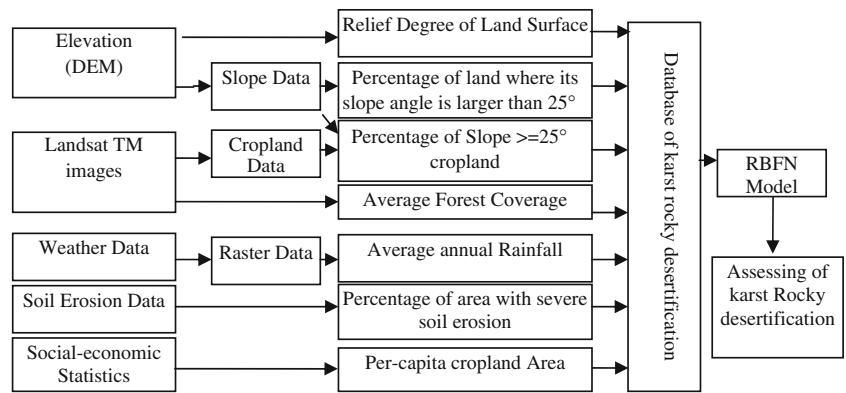 Elevation
(DEM)
Relief Degree of Land Surface
Slope Data
Percentage of land where its
slope angle is larger than 25°
Landsat TM
images
Cropland
Data
Percentage of Slope >=25°
cropland
Average Forest Coverage
Weather Data
Raster Data
Average annual Rainfall
Soil Erosion Data
Percentage of area with severe
soil erosion
Social-economic
Statistics
Per-capita cropland Area
Database of karst rocky desertification
RBFN
Model
Assessing of
karst Rocky
desertification